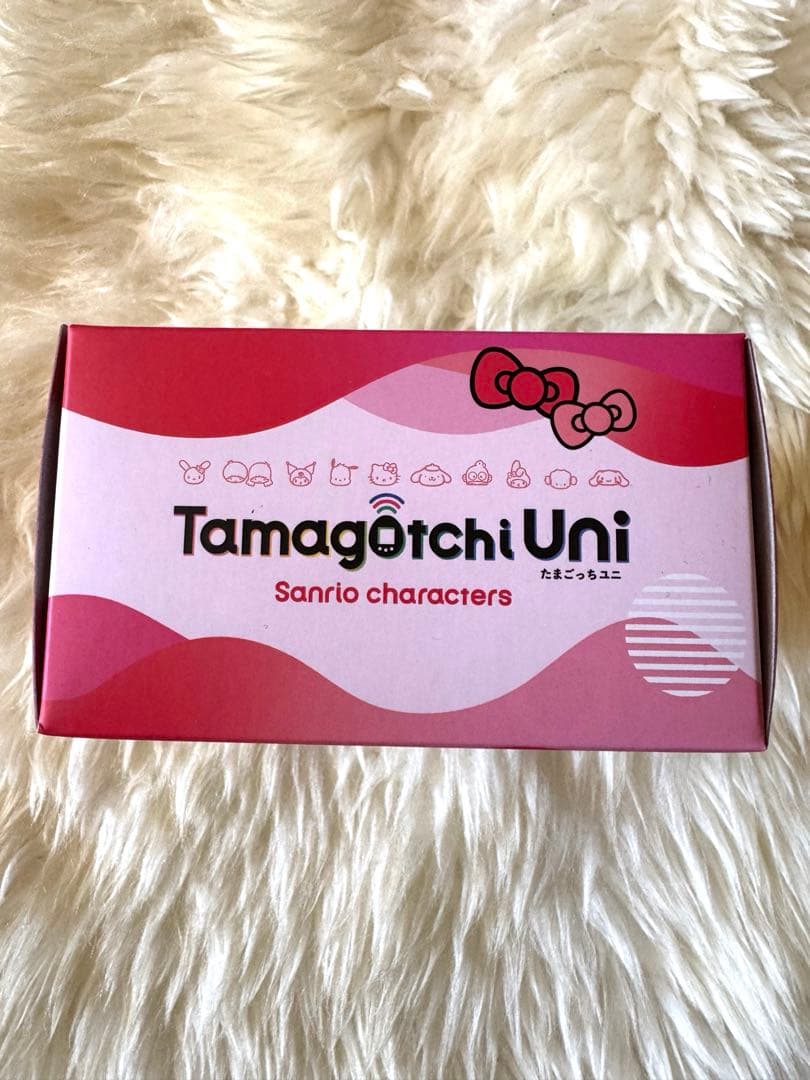 Tamagotchi Uni
たまごっちユニ
Sanrio characters